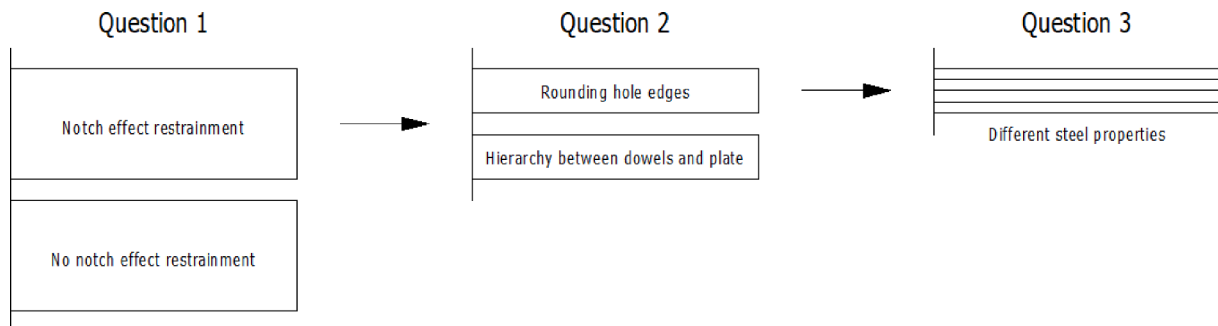 Question 1
Notch effect restrainment
No notch effect restrainment
Question 2
Rounding hole edges
Hierarchy between dowels and plate
Question 3
Different steel properties